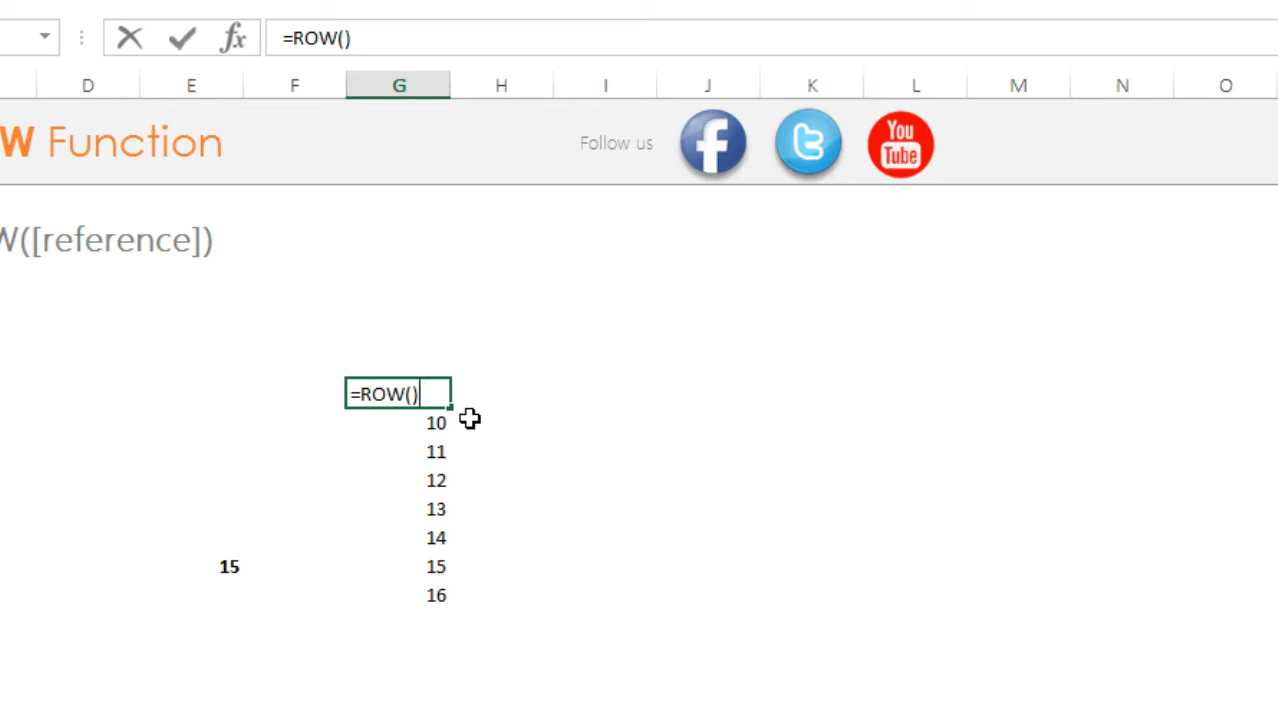 =ROW()
D E F G H I J K L M N O
W Function
Follow us
f
t
You
Tube
W([reference])
=ROW()
10
11
12
13
14
15 15
16